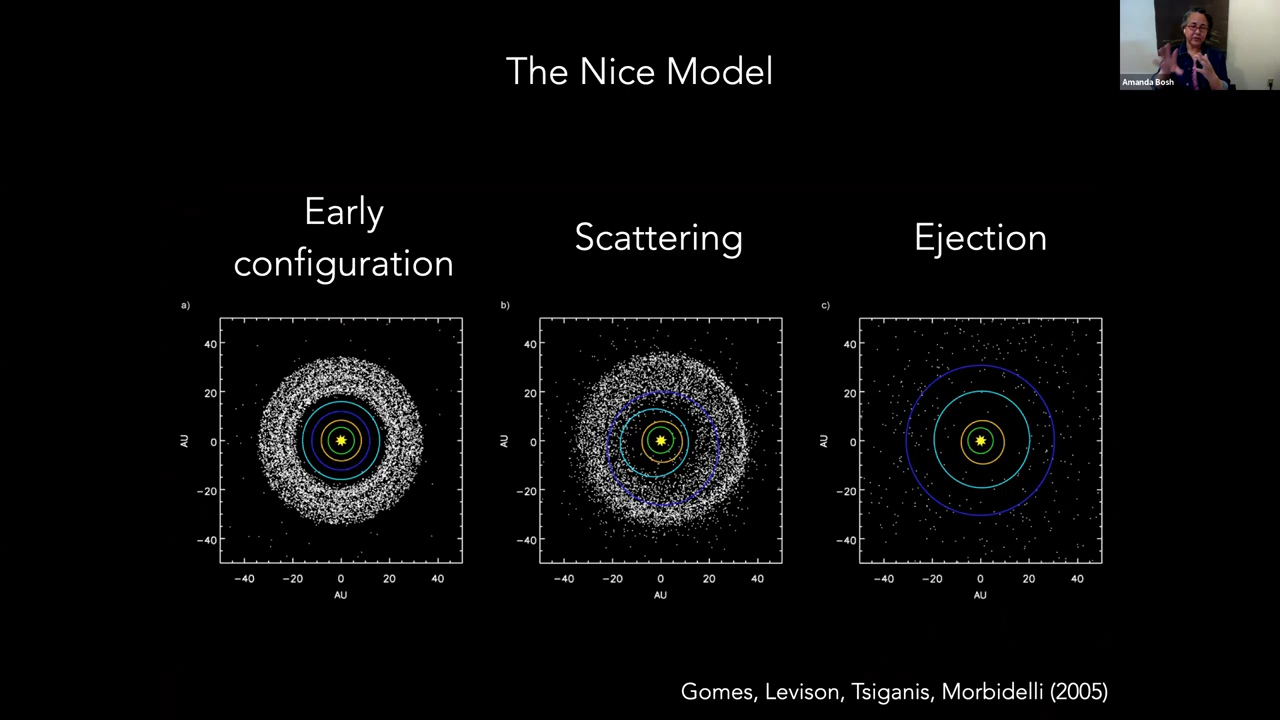 The Nice Model
Amanda Bosh
Early
configuration
Scattering
Ejection
a)
b)
c)
40
20
0
−20
−40
AU
−40 −20 0 20 40
AU
40
20
0
−20
−40
AU
−40 −20 0 20 40
AU
40
20
0
−20
−40
AU
−40 −20 0 20 40
AU
Gomes, Levison, Tsiganis, Morbidelli (2005)